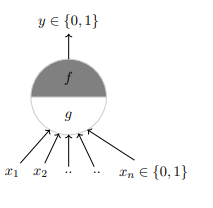 y ∈ {0, 1}
f
g
x₁ x₂ .. .. xₙ ∈ {0, 1}